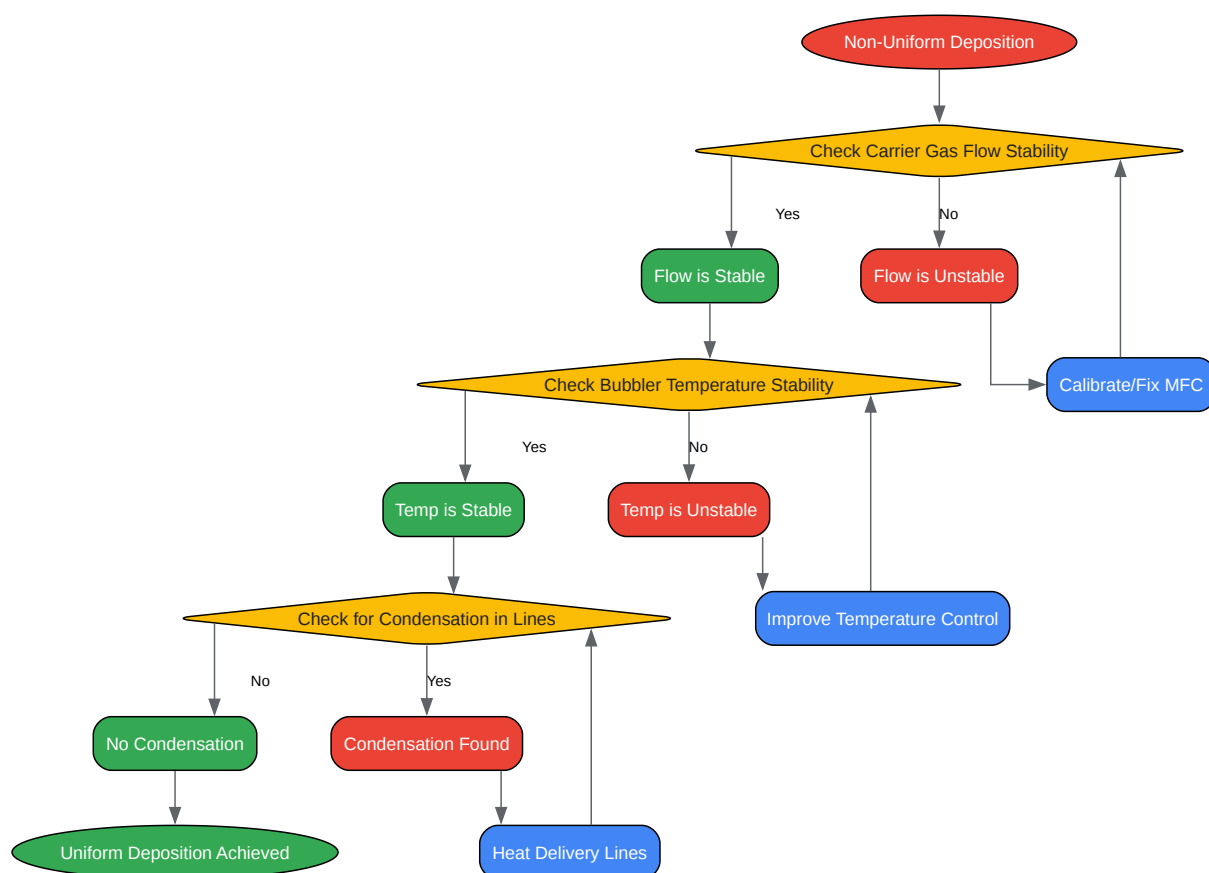 Non-Uniform Deposition
Check Carrier Gas Flow Stability
Yes
No
Flow is Stable
Flow is Unstable
Check Bubbler Temperature Stability
Calibrate/Fix MFC
Yes
No
Temp is Stable
Temp is Unstable
Check for Condensation in Lines
Improve Temperature Control
No
Yes
No Condensation
Condensation Found
Uniform Deposition Achieved
Heat Delivery Lines